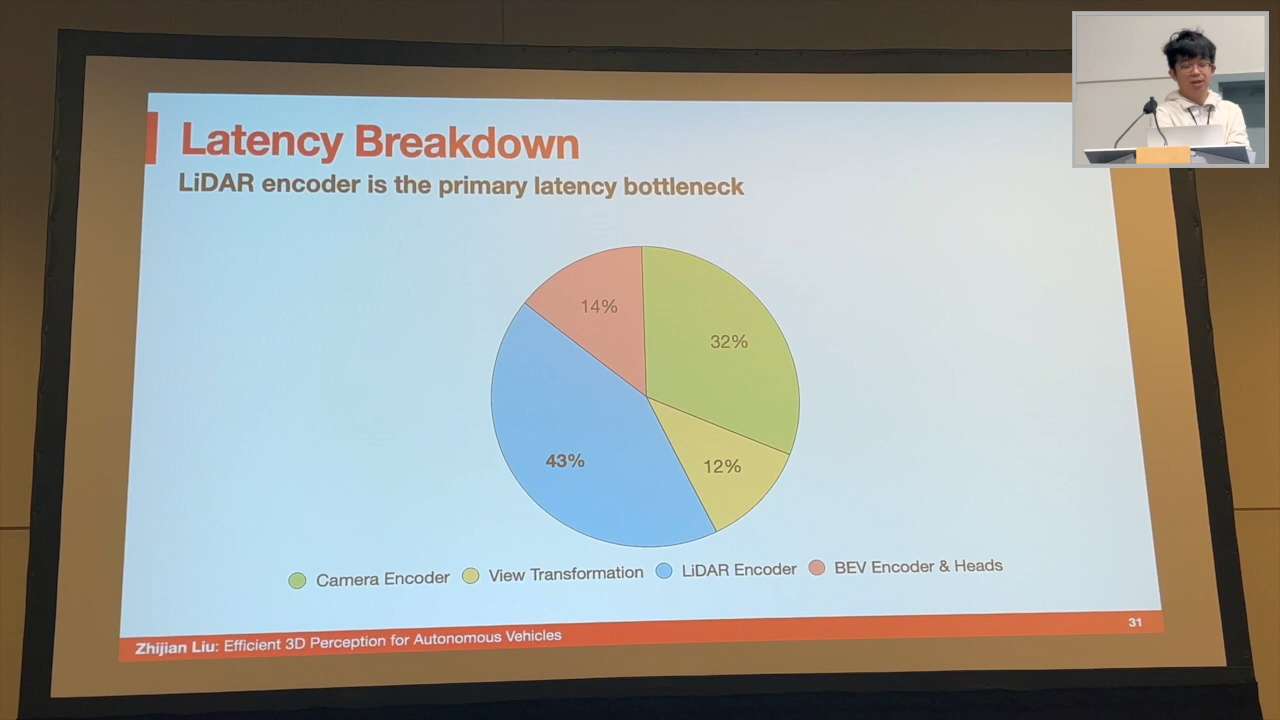 Latency Breakdown
LiDAR encoder is the primary latency bottleneck
14%
32%
43%
12%
Camera Encoder View Transformation LiDAR Encoder BEV Encoder & Heads
Zhijian Liu: Efficient 3D Perception for Autonomous Vehicles
31